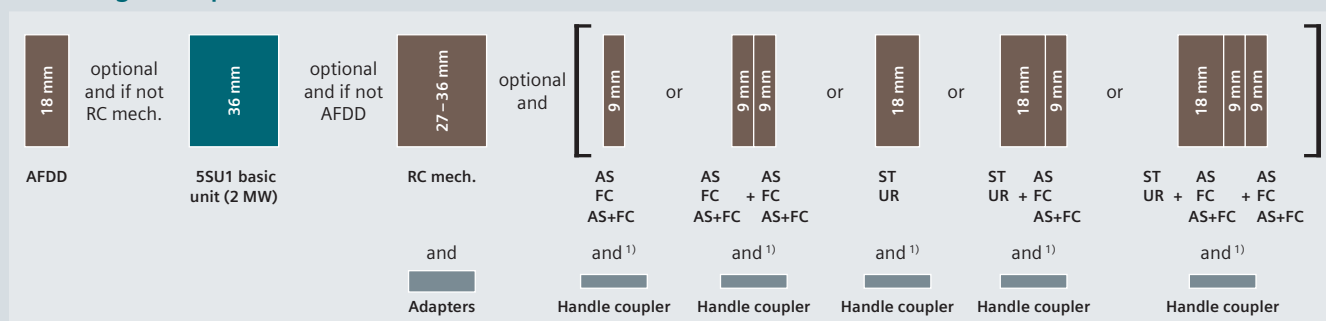 18 mm
AFDD
optional
and if not
RC mech.
36 mm
5SU1 basic
unit (2 MW)
optional
and if not
AFDD
27 – 36 mm
RC mech.
and
Adapters
optional
and
9 mm
AS
FC
AS+FC
and 1)
Handle coupler
or
9 mm 9 mm
AS AS
FC + FC
AS+FC AS+FC
and 1)
Handle coupler
or
18 mm
ST
UR
and 1)
Handle coupler
or
18 mm 9 mm
ST AS
UR + FC
AS+FC
and 1)
Handle coupler
or
18 mm 9 mm 9 mm
ST AS AS
UR + FC + FC
AS+FC AS+FC
and 1)
Handle coupler